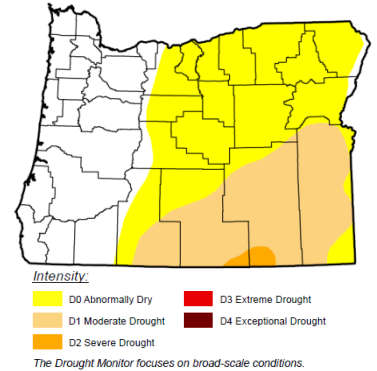 Intensity:
D0 Abnormally Dry
D3 Extreme Drought
D1 Moderate Drought
D4 Exceptional Drought
D2 Severe Drought
The Drought Monitor focuses on broad-scale conditions.